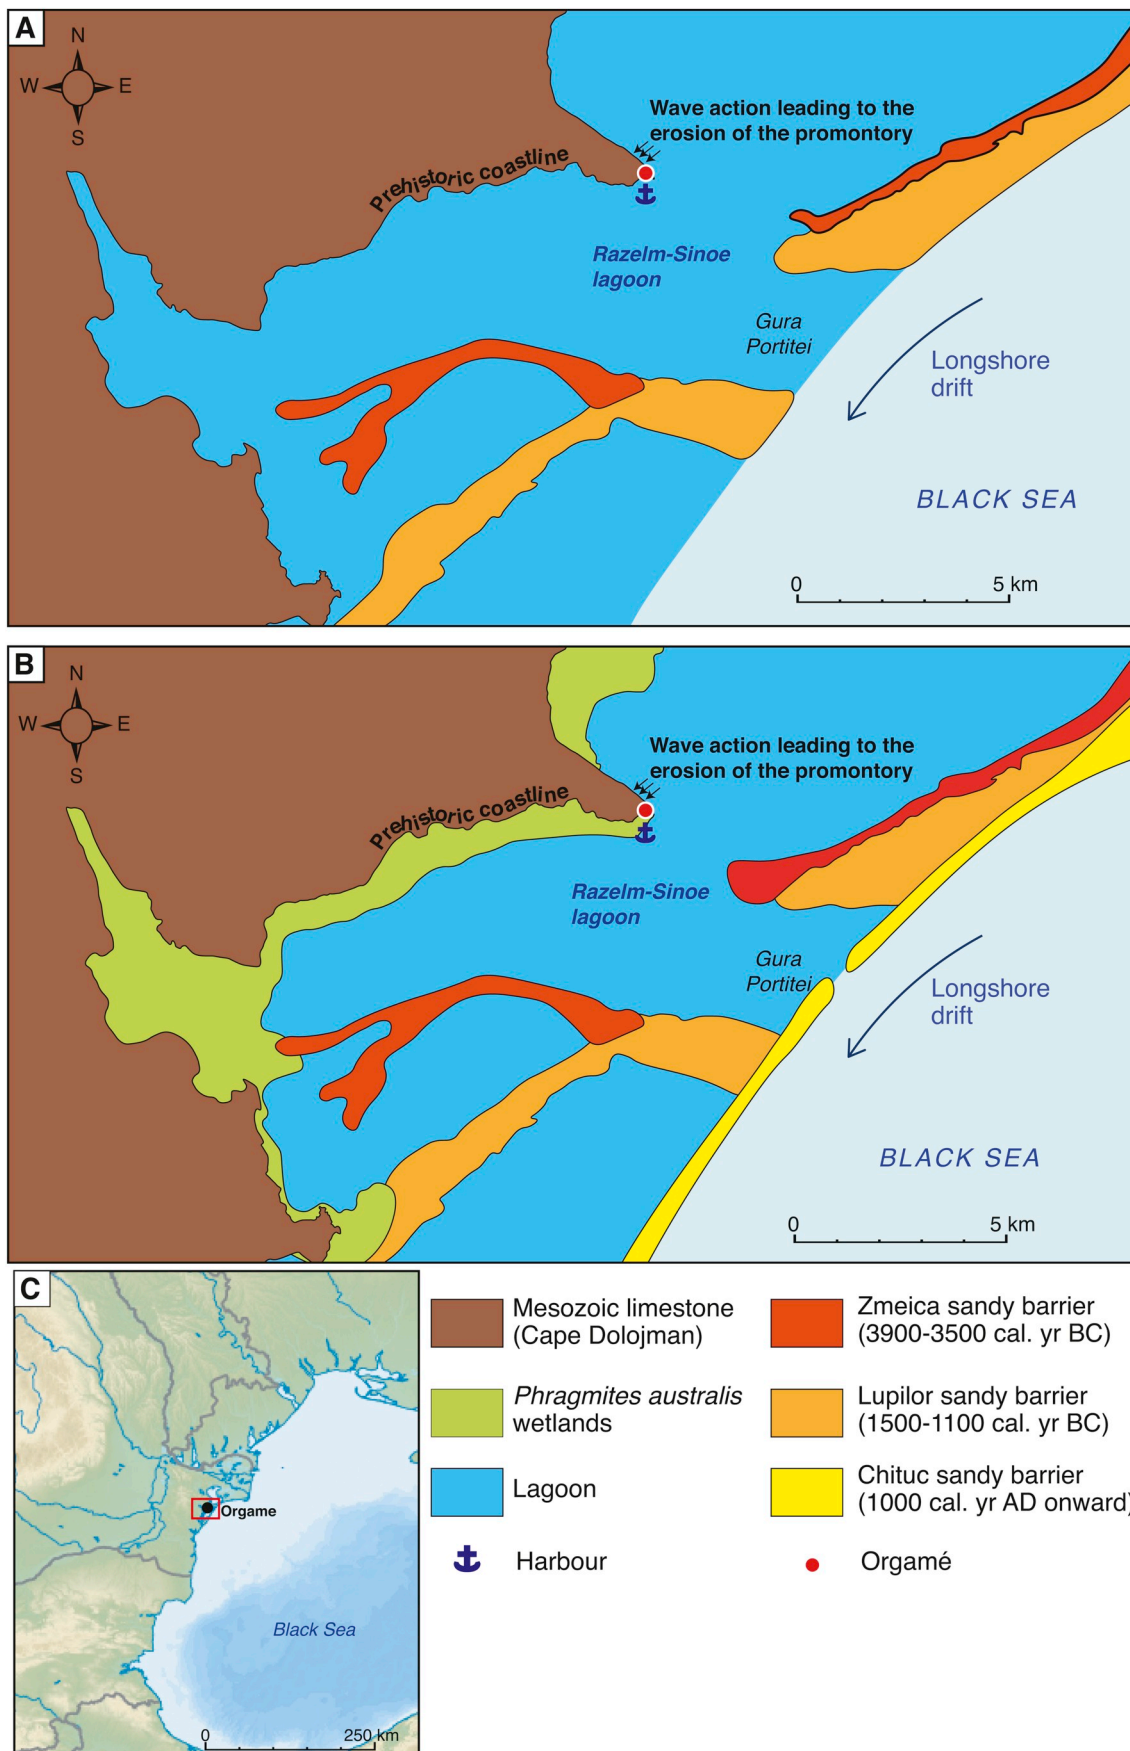 A
N
W E
S
Wave action leading to the
erosion of the promontory
Prehistoric coastline
Razelm-Sinoe
lagoon
Gura
Portitei
Longshore
drift
BLACK SEA
0 5 km
B
N
W E
S
Wave action leading to the
erosion of the promontory
Prehistoric coastline
Razelm-Sinoe
lagoon
Gura
Portitei
Longshore
drift
BLACK SEA
0 5 km
C
Orgame
Black Sea
0 250 km
Mesozoic limestone
(Cape Dolojman)
Phragmites australis
wetlands
Lagoon
Harbour
Zmeica sandy barrier
(3900-3500 cal. yr BC)
Lupilor sandy barrier
(1500-1100 cal. yr BC)
Chituc sandy barrier
(1000 cal. yr AD onward)
Orgamé